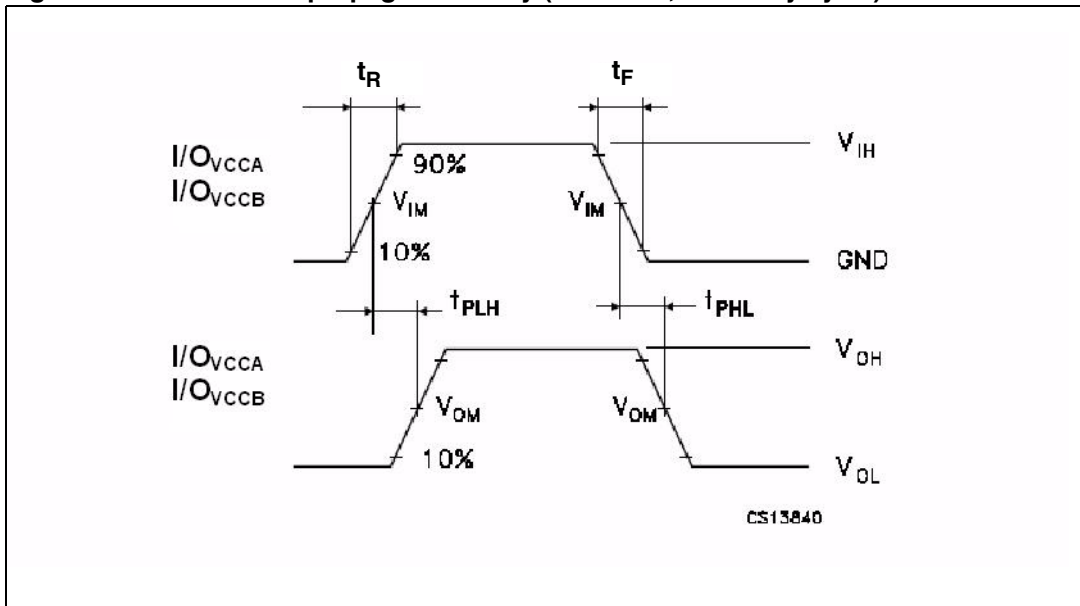 tR tF
I/OVCCA
I/OVCCB
90%
VIH
VIM VIM
10%
GND
tPLH tPHL
I/OVCCA
I/OVCCB
VOH
VOM VOM
10%
VOL
CS13840